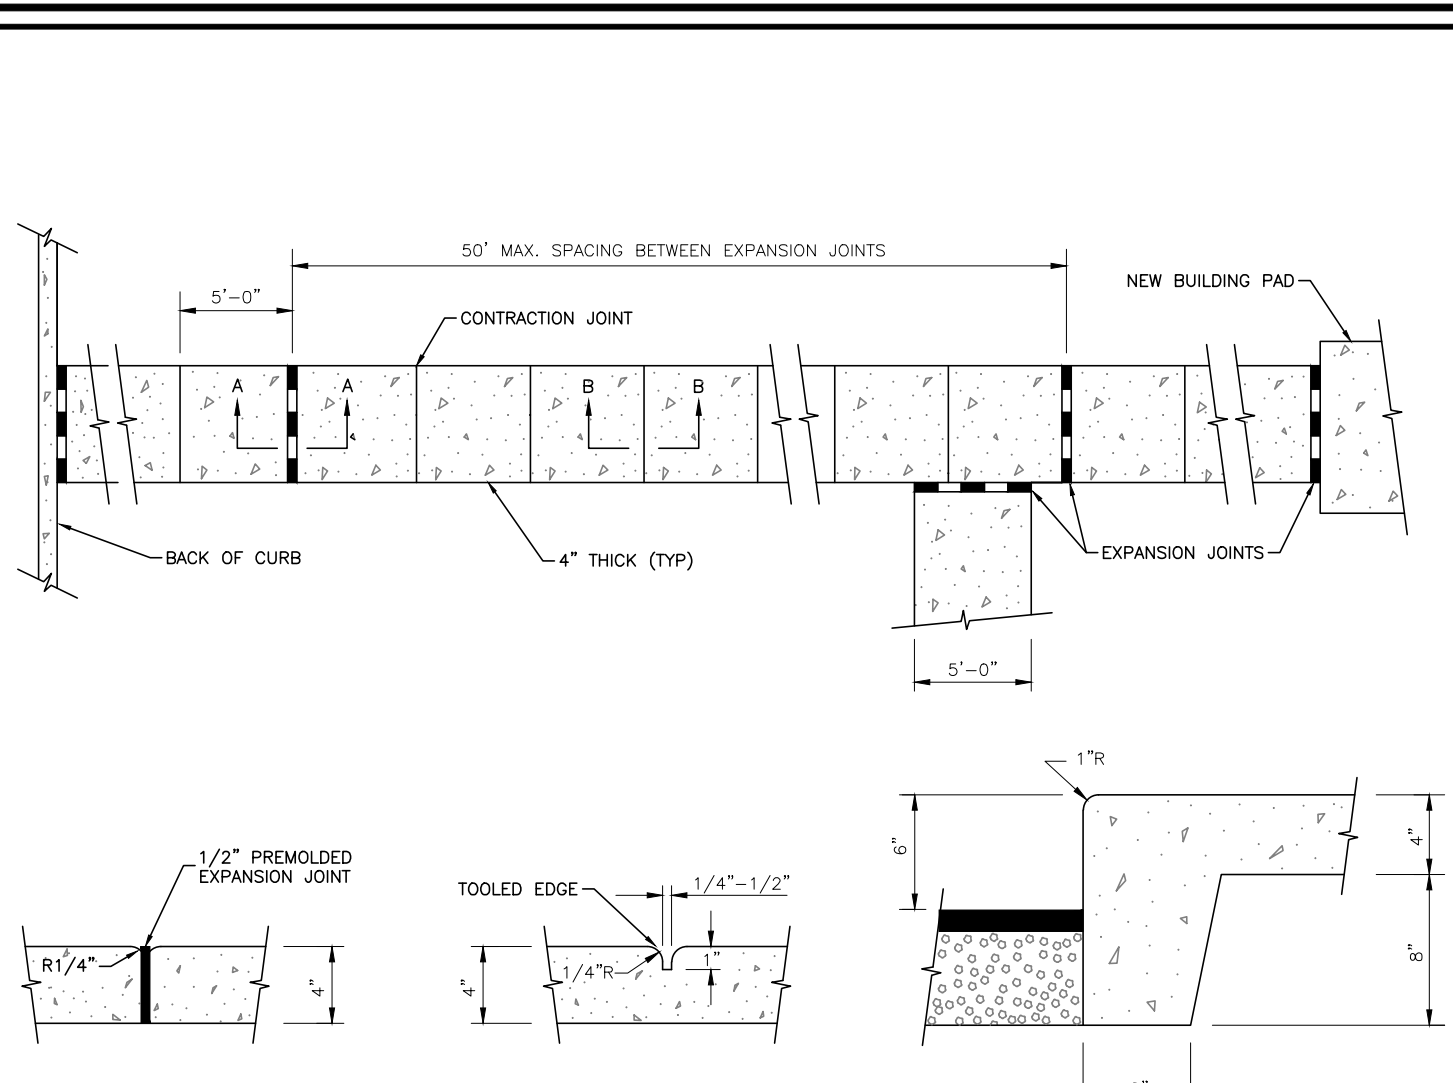 50' MAX. SPACING BETWEEN EXPANSION JOINTS
NEW BUILDING PAD
5'-0"
CONTRACTION JOINT
A
A
B
B
BACK OF CURB
4" THICK (TYP)
EXPANSION JOINTS
5'-0"
1"R
1/2" PREMOLDED
EXPANSION JOINT
6"
4"
TOOLED EDGE
1/4"-1/2"
R1/4"
4"
4"
1/4"R
1"
8"